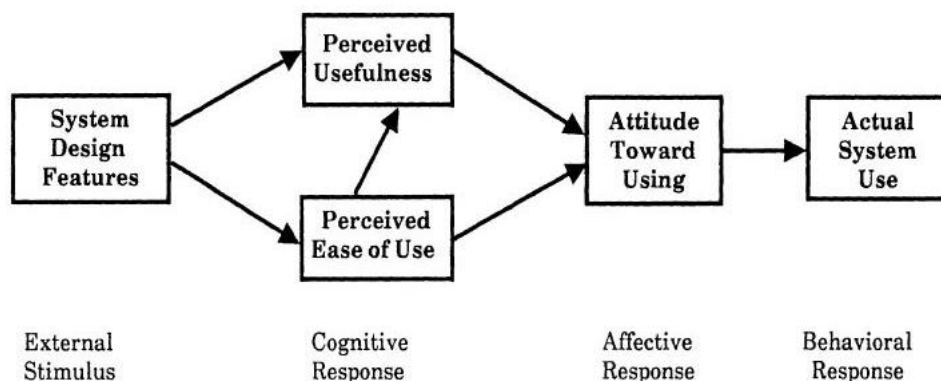 System
Design
Features
Perceived
Usefulness
Perceived
Ease of Use
Attitude
Toward
Using
Actual
System
Use
External
Stimulus
Cognitive
Response
Affective
Response
Behavioral
Response